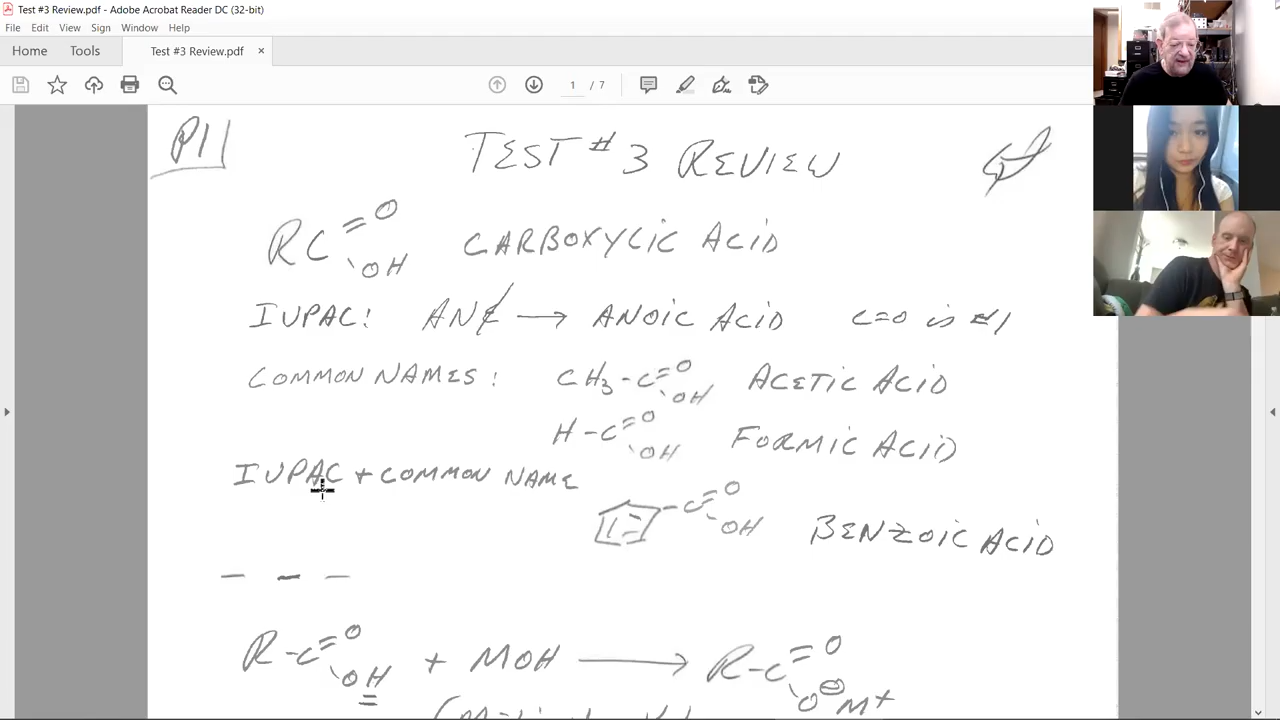 Test #3 Review.pdf - Adobe Acrobat Reader DC (32-bit)
File Edit View Sign Window Help
Home Tools Test #3 Review.pdf ×
1 / 7
P1
TEST #3 REVIEW
RC=O OH CARBOXYLIC ACID
IUPAC: ANE → ANOIC ACID C=O is #1
COMMON NAMES: CH3-C=O OH ACETIC ACID
H-C=O OH FORMIC ACID
IUPAC + COMMON NAME
-C=O OH BENZOIC ACID
- - -
R-C=O OH + MOH → R-C=O O⊖M+